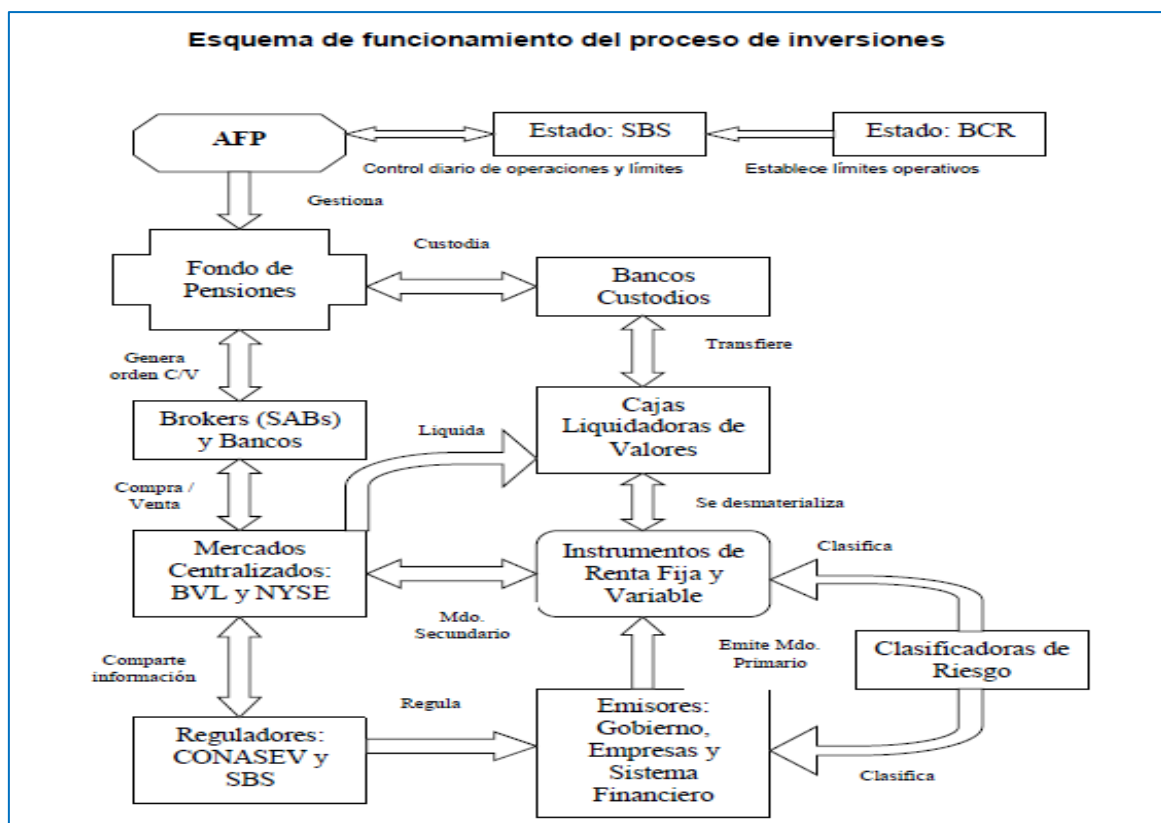 Esquema de funcionamiento del proceso de inversiones
AFP
Estado: SBS
Estado: BCR
Control diario de operaciones y límites
Establece límites operativos
Gestiona
Fondo de
Pensiones
Custodia
Bancos
Custodios
Genera
orden C/V
Transfiere
Brokers (SABs)
y Bancos
Liquida
Cajas
Liquidadoras de
Valores
Compra /
Venta
Se desmaterializa
Mercados
Centralizados:
BVL y NYSE
Instrumentos de
Renta Fija y
Variable
Clasifica
Mdo.
Secundario
Emite Mdo.
Primario
Clasificadoras de
Riesgo
Comparte
información
Regula
Reguladores:
CONASEV y
SBS
Emisores:
Gobierno,
Empresas y
Sistema
Financiero
Clasifica